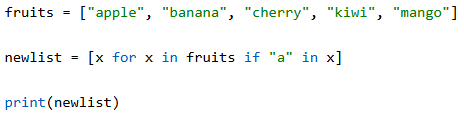 fruits = ["apple", "banana", "cherry", "kiwi", "mango"]
newlist = [x for x in fruits if "a" in x]
print(newlist)